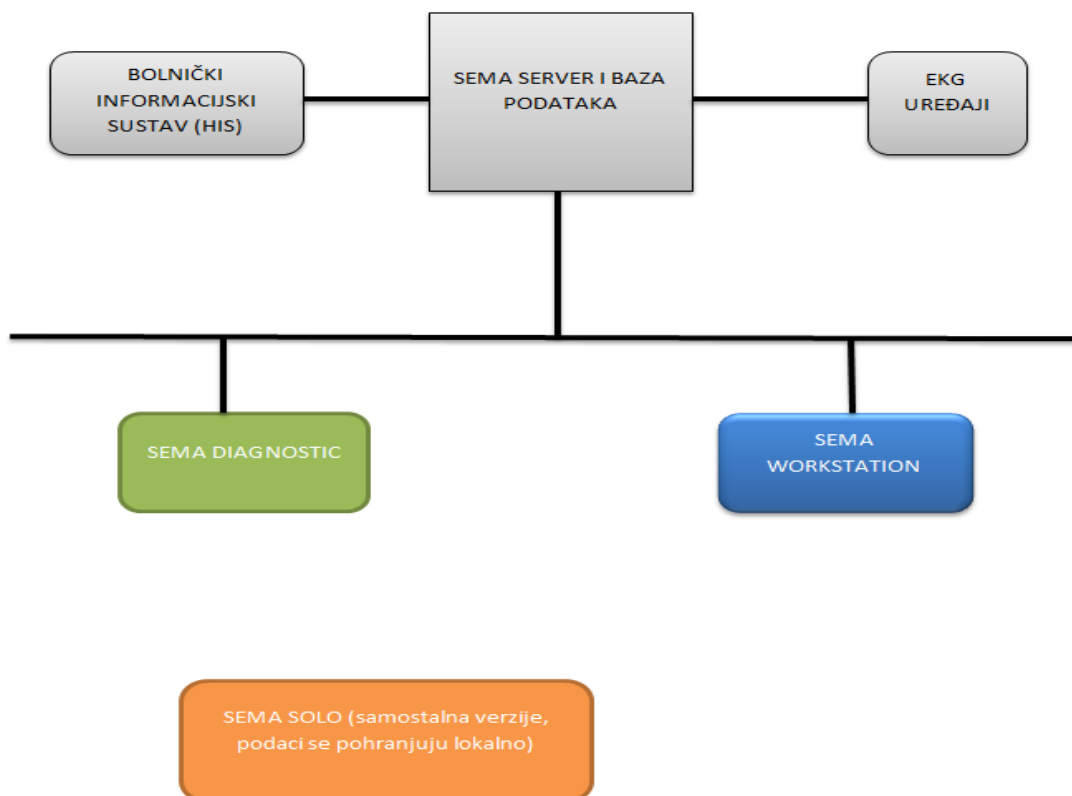 BOLNIČKI
INFORMACIJSKI
SUSTAV (HIS)
SEMA SERVER I BAZA
PODATAKA
EKG
UREĐAJI
SEMA DIAGNOSTIC
SEMA
WORKSTATION
SEMA SOLO (samostalna verzije,
podaci se pohranjuju lokalno)